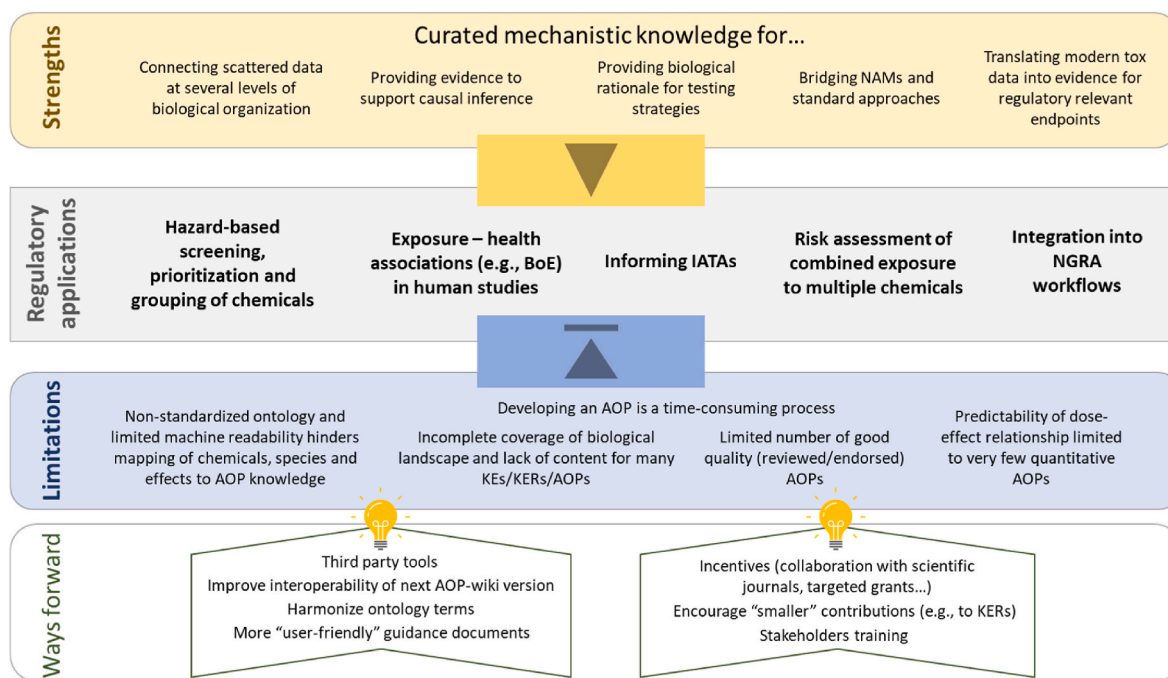 Strengths
Curated mechanistic knowledge for...
Connecting scattered data
at several levels of
biological organization
Providing evidence to
support causal inference
Providing biological
rationale for testing
strategies
Bridging NAMs and
standard approaches
Translating modern tox
data into evidence for
regulatory relevant
endpoints
Regulatory
applications
Hazard-based
screening,
prioritization and
grouping of chemicals
Exposure – health
associations (e.g., BoE)
in human studies
Informing IATAs
Risk assessment of
combined exposure
to multiple chemicals
Integration into
NGRA
workflows
Limitations
Non-standardized ontology and
limited machine readability hinders
mapping of chemicals, species and
effects to AOP knowledge
Developing an AOP is a time-consuming process
Incomplete coverage of biological
landscape and lack of content for many
KEs/KERs/AOPs
Limited number of good
quality (reviewed/endorsed)
AOPs
Predictability of dose-
effect relationship limited
to very few quantitative
AOPs
Ways forward
Third party tools
Improve interoperability of next AOP-wiki version
Harmonize ontology terms
More “user-friendly” guidance documents
Incentives (collaboration with scientific
journals, targeted grants...)
Encourage “smaller” contributions (e.g., to KERs)
Stakeholders training